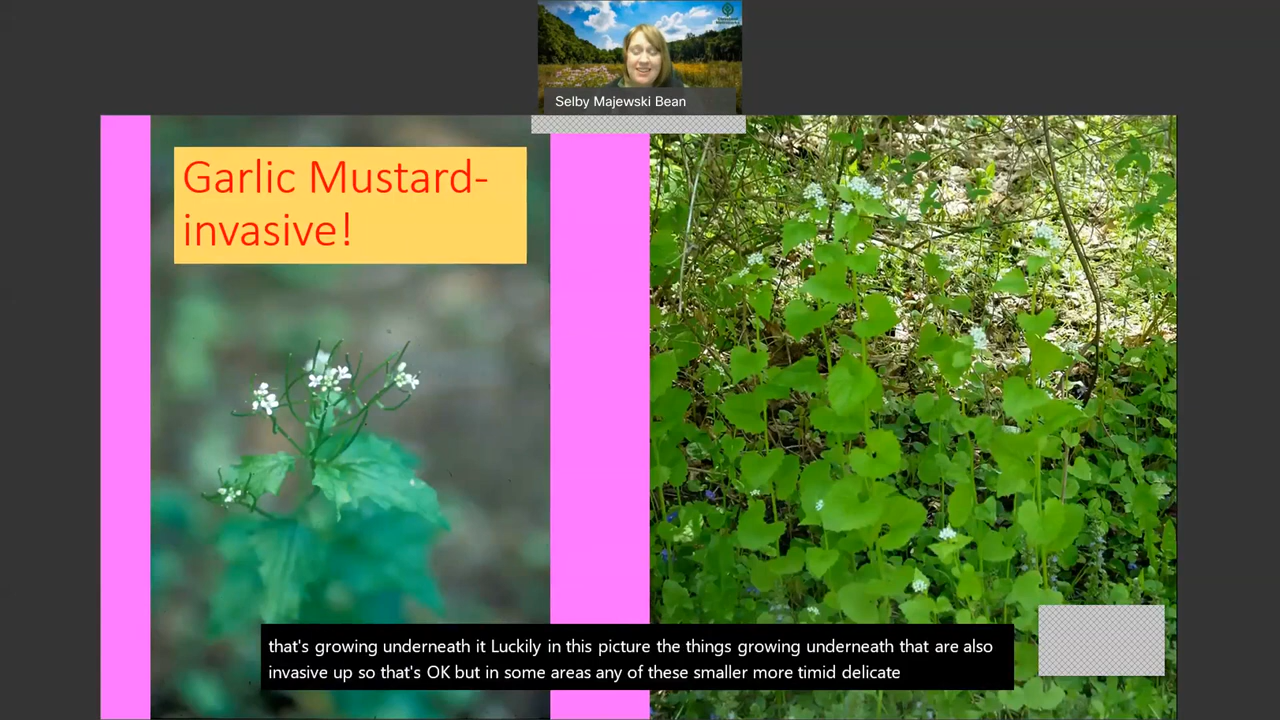 Selby Majewski Bean
Garlic Mustard-
invasive!
that's growing underneath it Luckily in this picture the things growing underneath that are also
invasive up so that's OK but in some areas any of these smaller more timid delicate